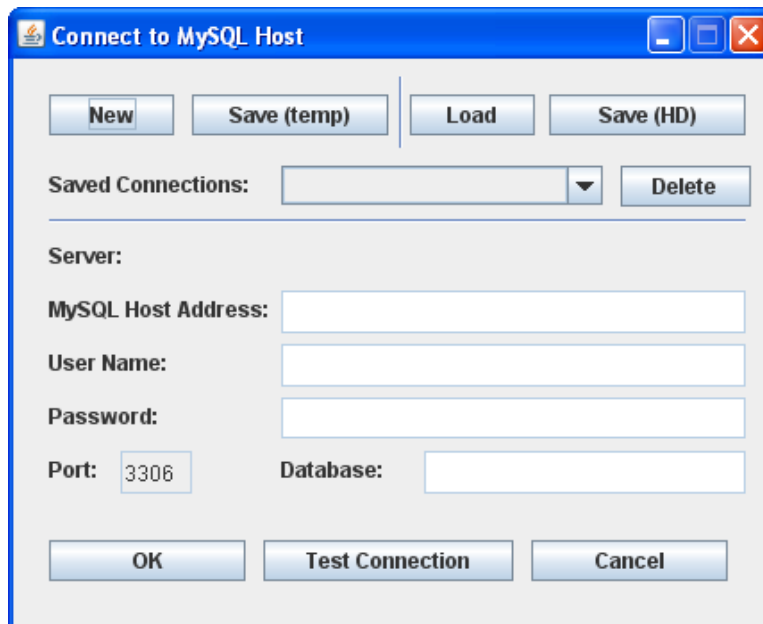 Connect to MySQL Host
New Save (temp) Load Save (HD)
Saved Connections: Delete
Server:
MySQL Host Address:
User Name:
Password:
Port: 3306 Database:
OK Test Connection Cancel